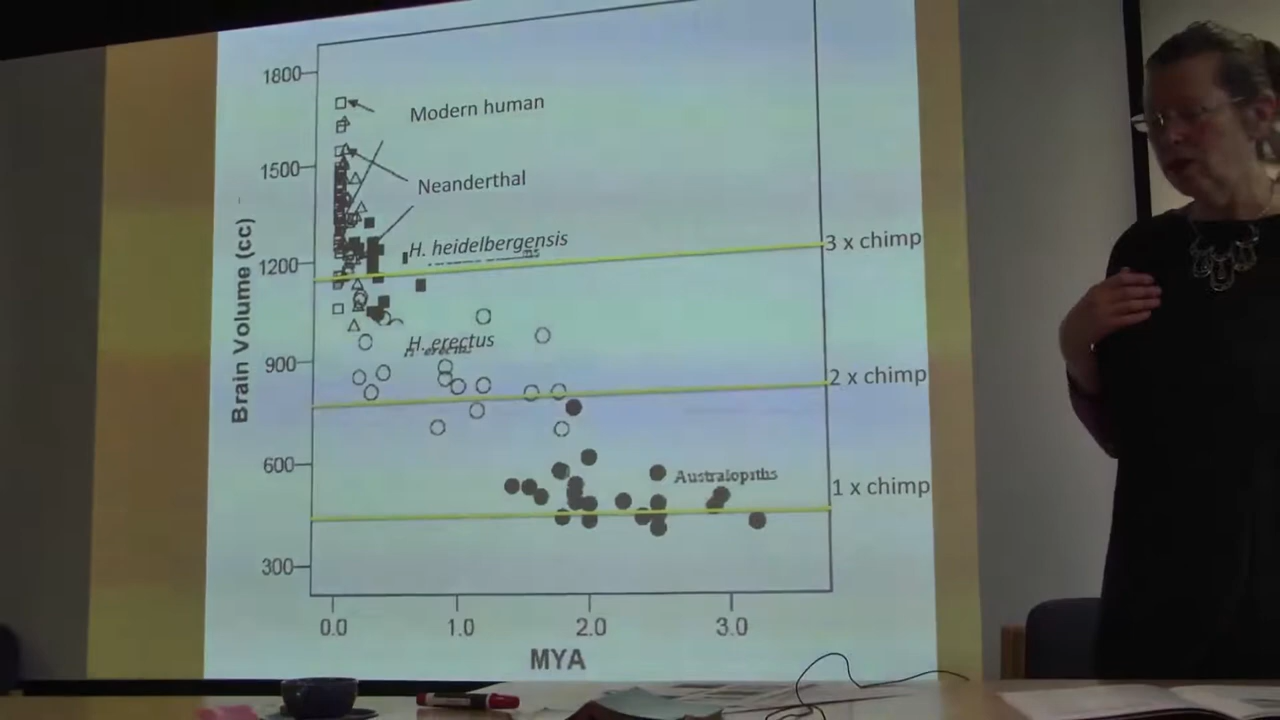 1800
Modern human
1500
Neanderthal
H. heidelbergensis
3 x chimp
1200
H. erectus
900
2 x chimp
600
Australopiths
1 x chimp
300
0.0 1.0 2.0 3.0
MYA
Brain Volume (cc)